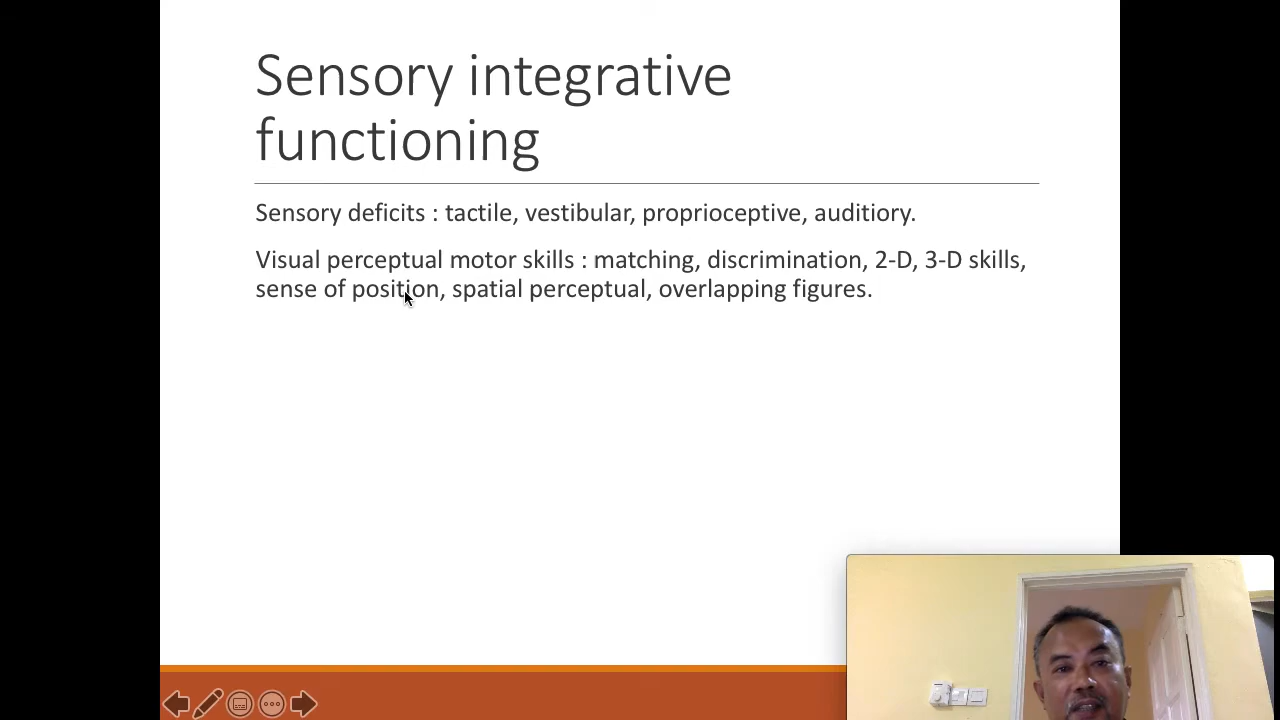 Sensory integrative
functioning
Sensory deficits : tactile, vestibular, proprioceptive, auditiory.
Visual perceptual motor skills : matching, discrimination, 2-D, 3-D skills,
sense of position, spatial perceptual, overlapping figures.